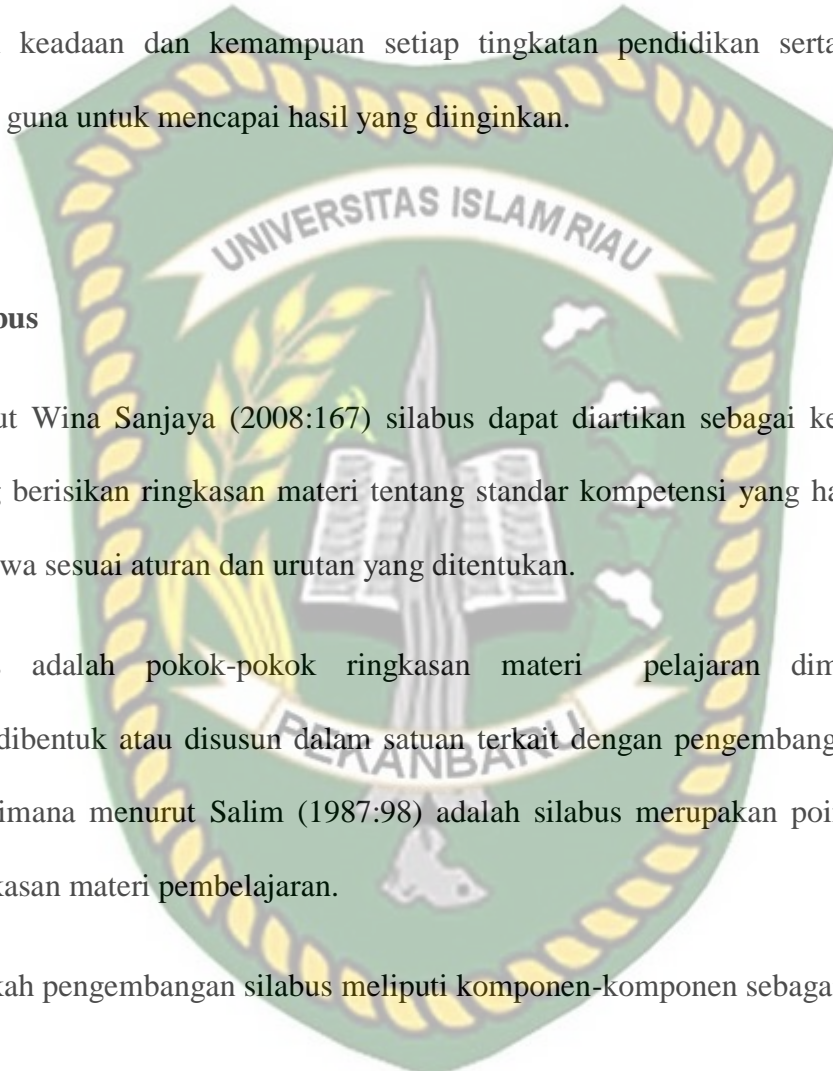 keadaan dan kemampuan setiap tingkatan pendidikan serta
guna untuk mencapai hasil yang diinginkan.
UNIVERSITAS ISLAM RIAU
bus
ut Wina Sanjaya (2008:167) silabus dapat diartikan sebagai ke
berisikan ringkasan materi tentang standar kompetensi yang ha
wa sesuai aturan dan urutan yang ditentukan.
adalah pokok-pokok ringkasan materi pelajaran dim
dibentuk atau disusun dalam satuan terkait dengan pengembang
imana menurut Salim (1987:98) adalah silabus merupakan poi
PEKANBARU
kasan materi pembelajaran.
kah pengembangan silabus meliputi komponen-komponen sebaga